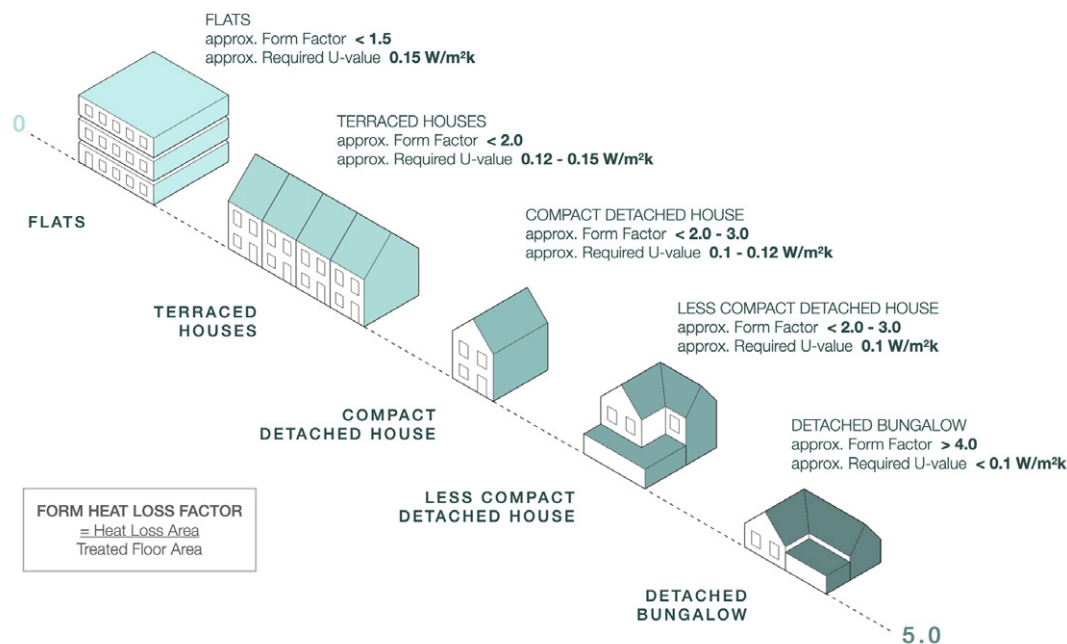 FLATS
approx. Form Factor < 1.5
approx. Required U-value 0.15 W/m²k
0
TERRACED HOUSES
approx. Form Factor < 2.0
approx. Required U-value 0.12 - 0.15 W/m²k
FLATS
COMPACT DETACHED HOUSE
approx. Form Factor < 2.0 - 3.0
approx. Required U-value 0.1 - 0.12 W/m²k
TERRACED
HOUSES
LESS COMPACT DETACHED HOUSE
approx. Form Factor < 2.0 - 3.0
approx. Required U-value 0.1 W/m²k
COMPACT
DETACHED HOUSE
DETACHED BUNGALOW
approx. Form Factor > 4.0
approx. Required U-value < 0.1 W/m²k
LESS COMPACT
DETACHED HOUSE
FORM HEAT LOSS FACTOR
= Heat Loss Area
Treated Floor Area
DETACHED
BUNGALOW
5.0